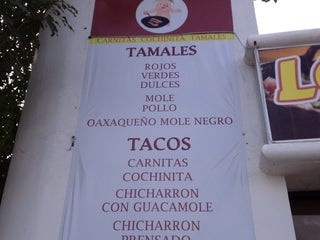 CARNITAS COCHINITA TAMALES
TAMALES
ROJOS
VERDES
DULCES
MOLE
POLLO
OAXAQUEÑO MOLE NEGRO
TACOS
CARNITAS
COCHINITA
CHICHARRON
CON GUACAMOLE
CHICHARRON
PRENSADO